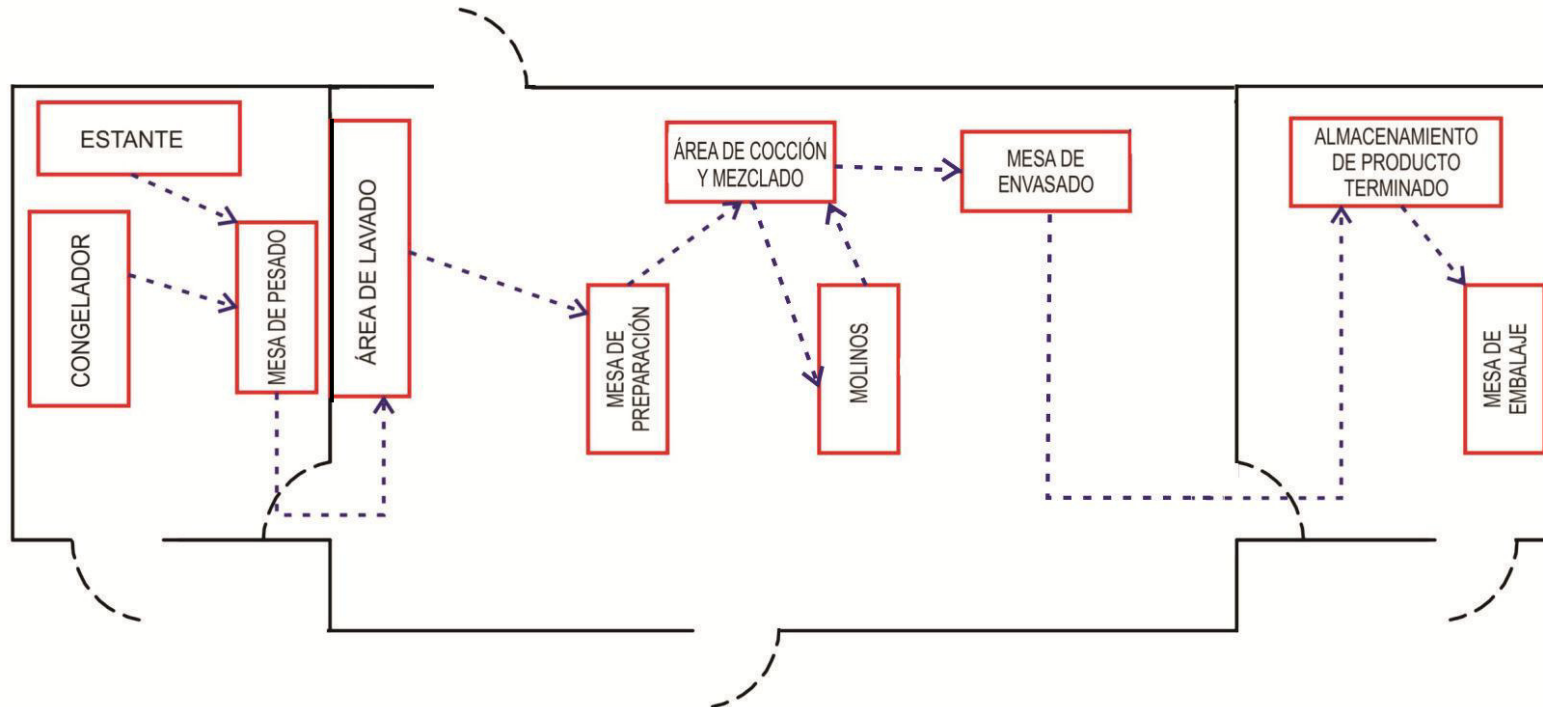 ESTANTE
CONGELADOR
MESA DE PESADO
ÁREA DE LAVADO
MESA DE
PREPARACIÓN
ÁREA DE COCCIÓN
Y MEZCLADO
MOLINOS
MESA DE
ENVASADO
ALMACENAMIENTO
DE PRODUCTO
TERMINADO
MESA DE
EMBALAJE